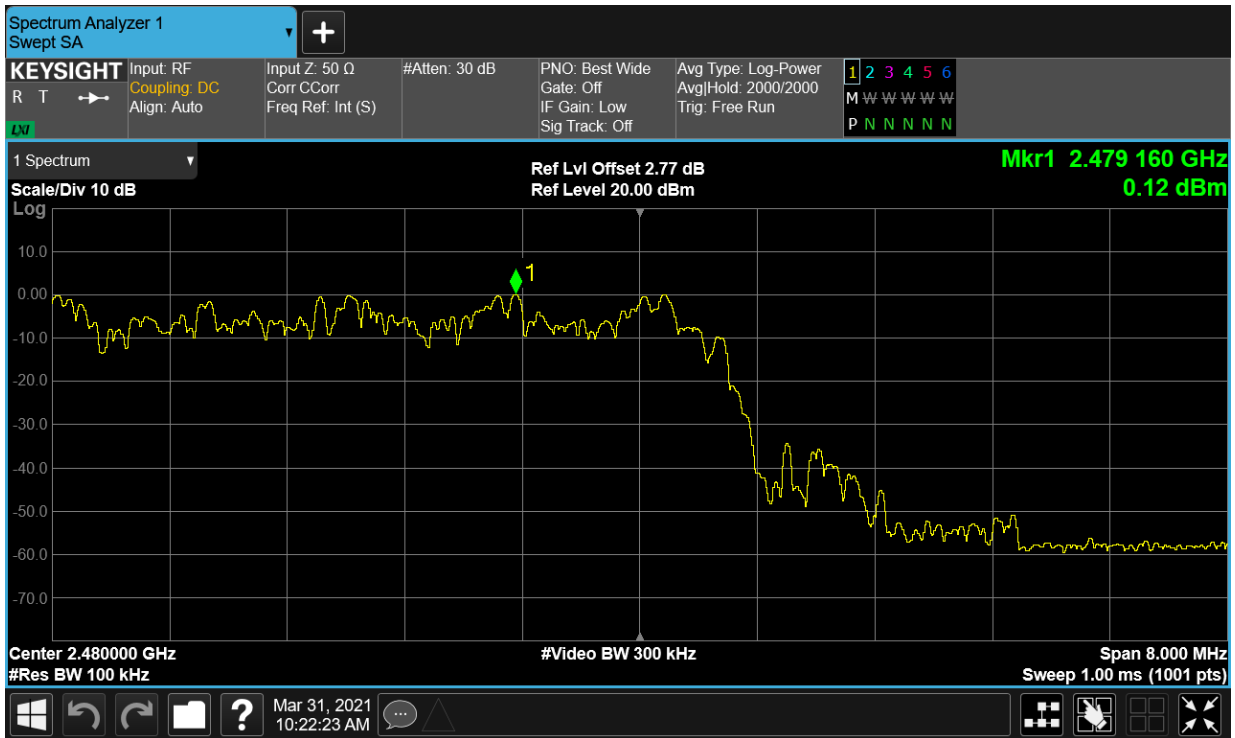 Spectrum Analyzer 1
Swept SA
KEYSIGHT
R T
LXI
Input: RF
Coupling: DC
Align: Auto
Input Z: 50 Ω
Corr CCorr
Freq Ref: Int (S)
#Atten: 30 dB
PNO: Best Wide
Gate: Off
IF Gain: Low
Sig Track: Off
Avg Type: Log-Power
Avg|Hold: 2000/2000
Trig: Free Run
1 2 3 4 5 6
M W W W W W
P N N N N N
1 Spectrum
Scale/Div 10 dB
Log
Ref Lvl Offset 2.77 dB
Ref Level 20.00 dBm
Mkr1 2.479 160 GHz
0.12 dBm
1
10.0
0.00
-10.0
-20.0
-30.0
-40.0
-50.0
-60.0
-70.0
Center 2.480000 GHz
#Res BW 100 kHz
#Video BW 300 kHz
Span 8.000 MHz
Sweep 1.00 ms (1001 pts)
?
Mar 31, 2021
10:22:23 AM